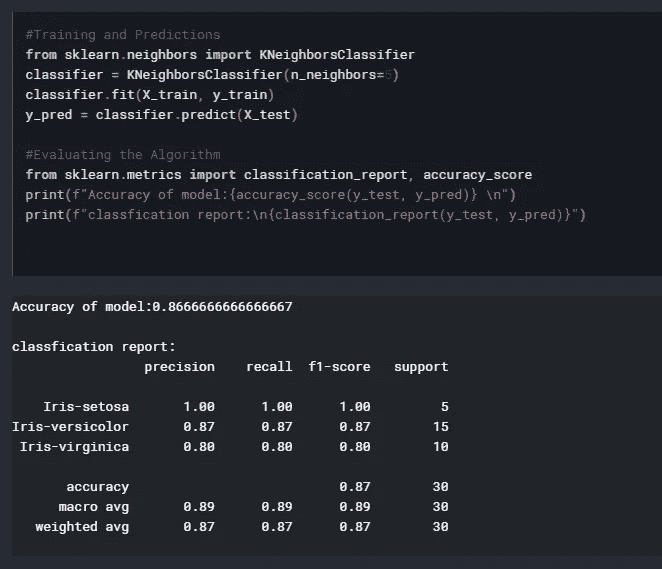 #Training and Predictions
from sklearn.neighbors import KNeighborsClassifier
classifier = KNeighborsClassifier(n_neighbors=5)
classifier.fit(X_train, y_train)
y_pred = classifier.predict(X_test)
#Evaluating the Algorithm
from sklearn.metrics import classification_report, accuracy_score
print(f"Accuracy of model:{accuracy_score(y_test, y_pred)} \n")
print(f"classfication report:\n{classification_report(y_test, y_pred)}")
Accuracy of model:0.8666666666666667
classfication report:
precision recall f1-score support
Iris-setosa 1.00 1.00 1.00 5
Iris-versicolor 0.87 0.87 0.87 15
Iris-virginica 0.80 0.80 0.80 10
accuracy 0.87 30
macro avg 0.89 0.89 0.89 30
weighted avg 0.87 0.87 0.87 30